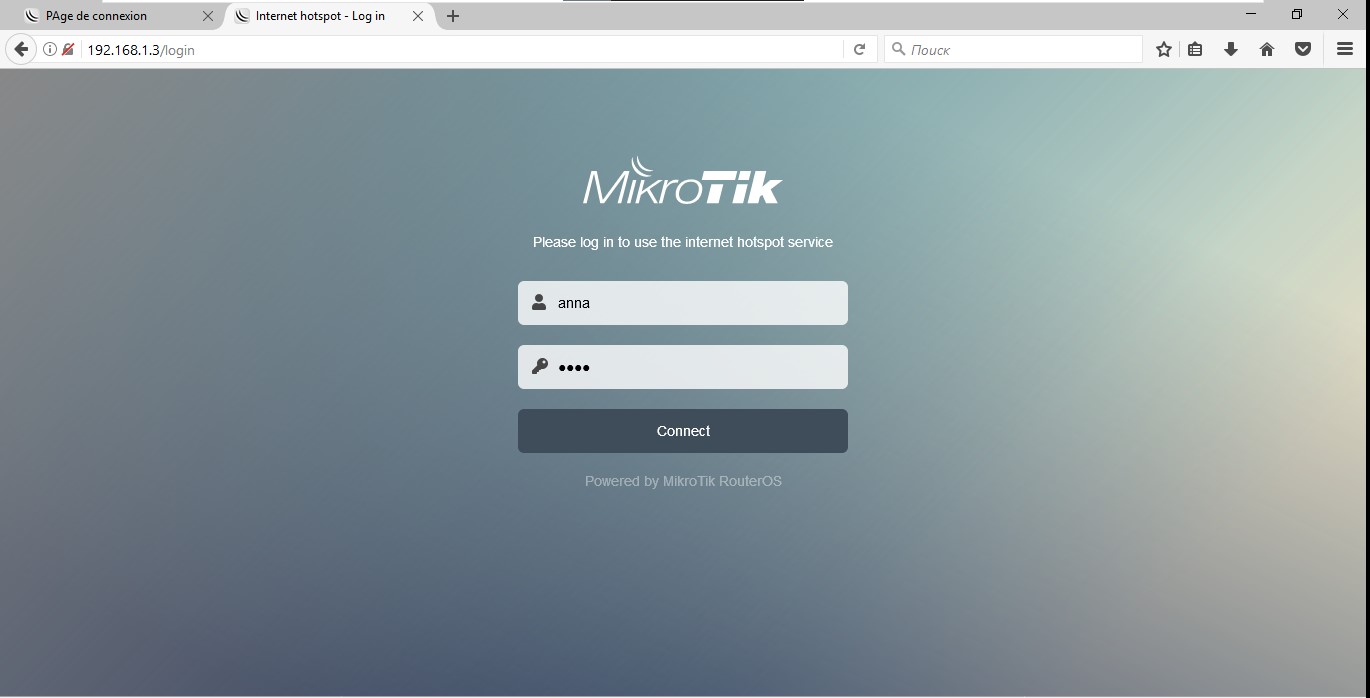 PAge de connexion
Internet hotspot - Log in
192.168.1.3/login
Поиск
MikroTik
Please log in to use the internet hotspot service
anna
••••
Connect
Powered by MikroTik RouterOS